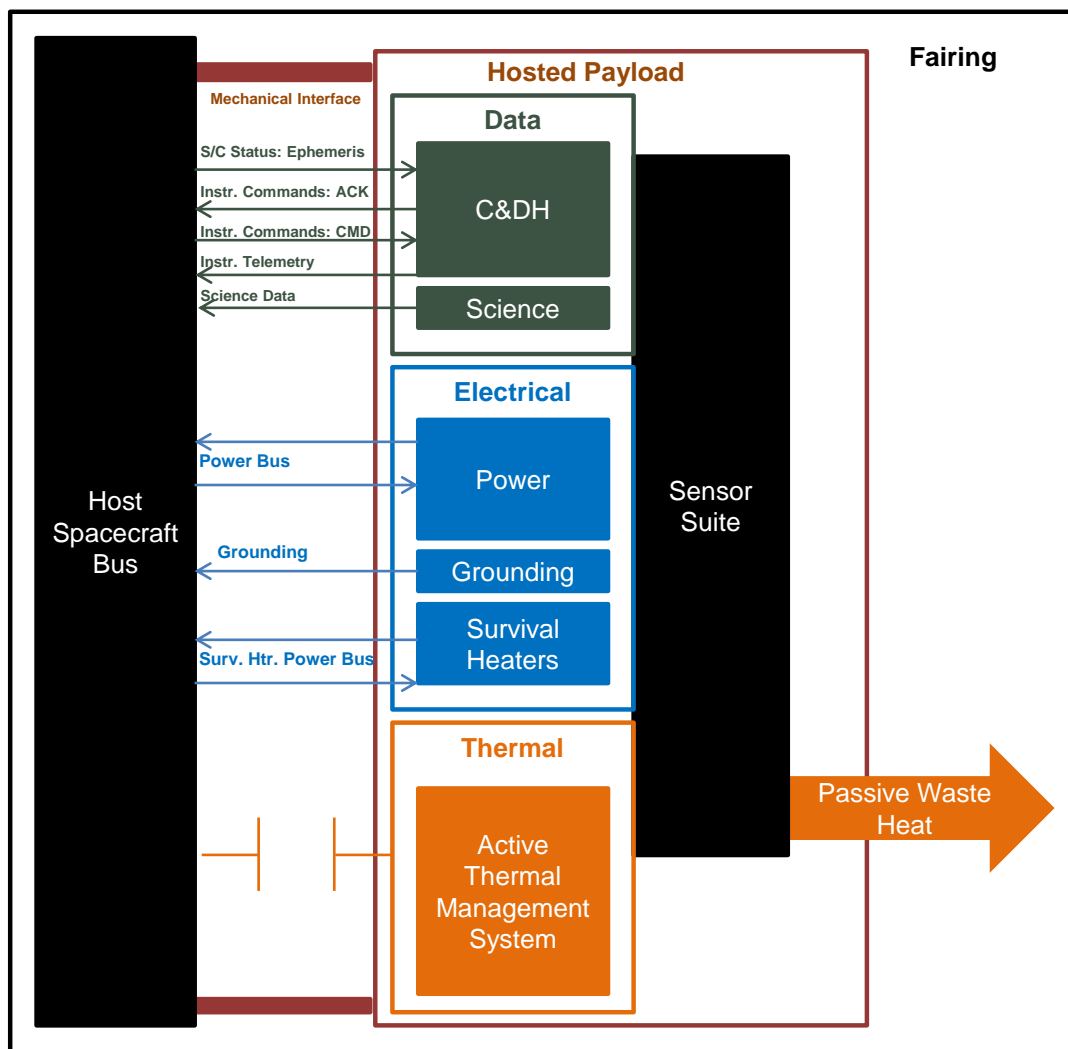 Fairing
Hosted Payload
Mechanical Interface
Data
S/C Status: Ephemeris
Instr. Commands: ACK
C&DH
Instr. Commands: CMD
Instr. Telemetry
Science Data
Science
Electrical
Power Bus
Power
Host
Spacecraft
Bus
Sensor
Suite
Grounding
Grounding
Survival
Heaters
Surv. Htr. Power Bus
Thermal
Passive Waste
Heat
Active
Thermal
Management
System